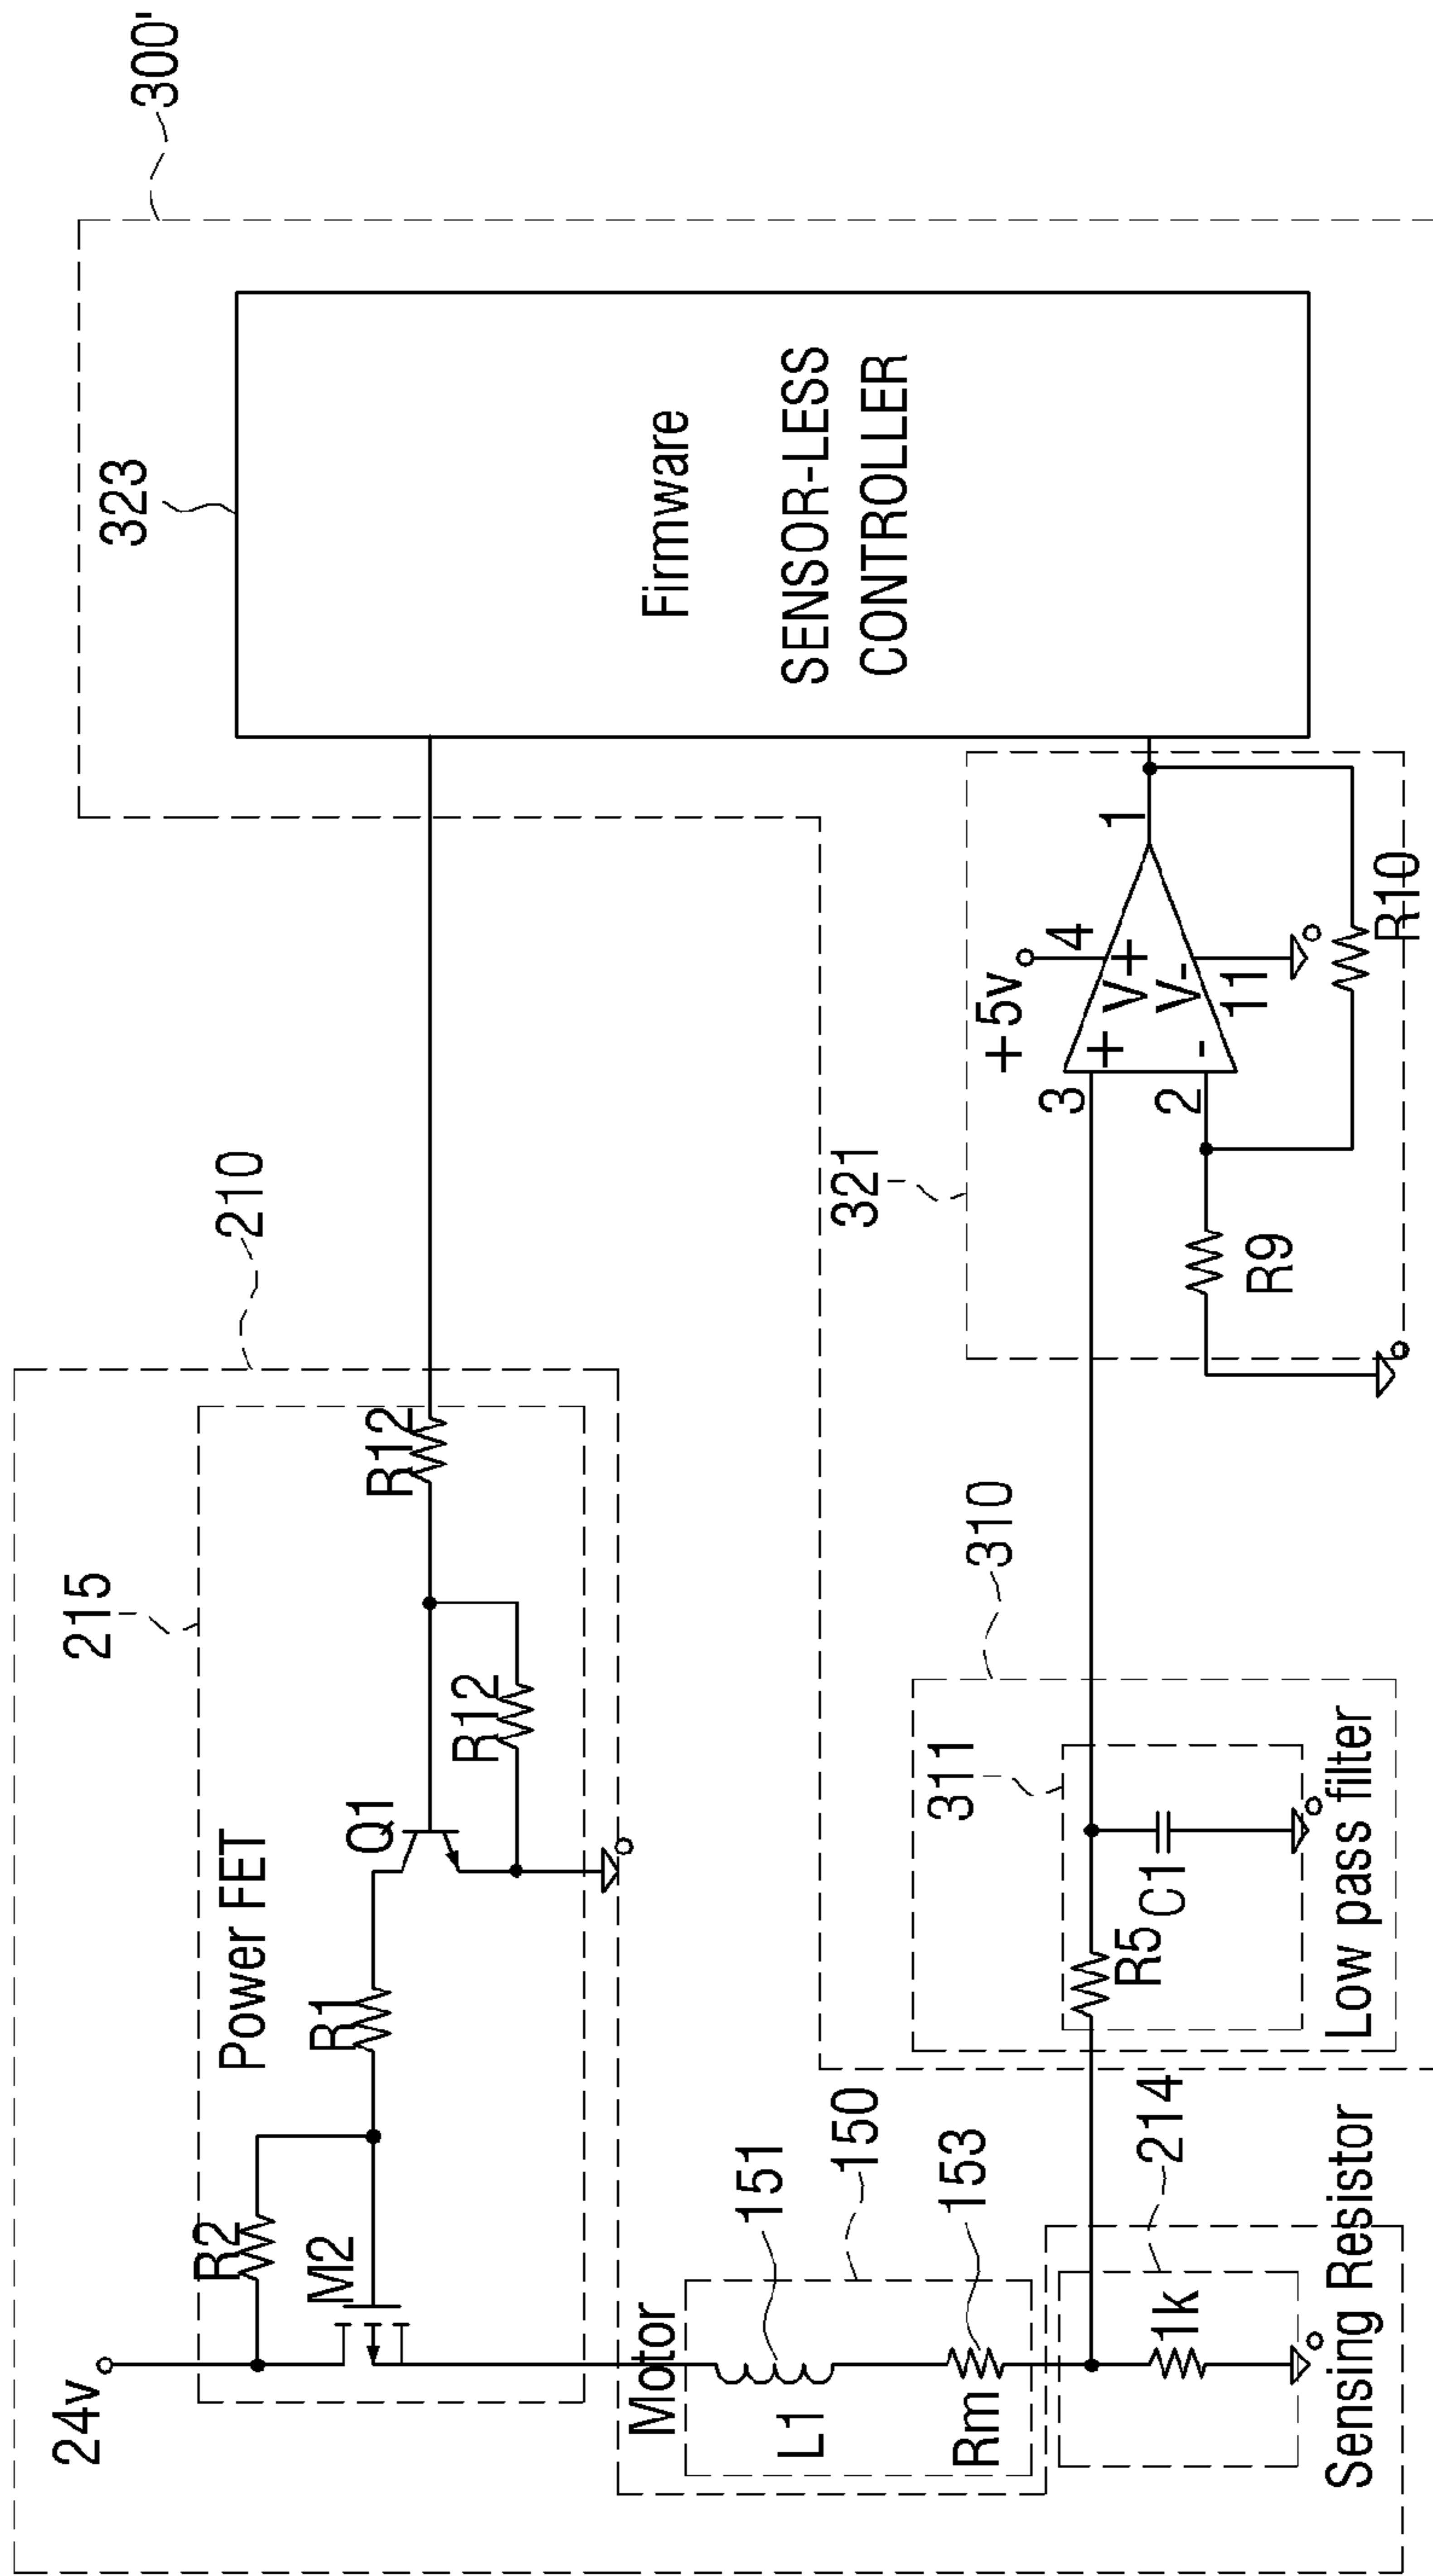 300'
323
Firmware
SENSOR-LESS
CONTROLLER
210
215
Power FET
24v
R2
M2
R1
Q1
R12
R12
Motor
L1
151
150
Rm
153
214
1k
Sensing Resistor
310
311
R5
C1
Low pass filter
321
+5v
3
2
+
-
V+
V-
4
11
1
R9
R10